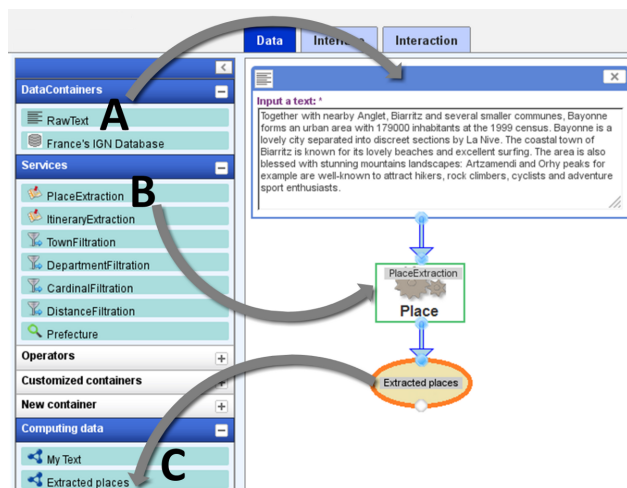 Data
Interaction
DataContainers
A
RawText
France's IGN Database
Services
B
PlaceExtraction
ItineraryExtraction
TownFiltration
DepartmentFiltration
CardinalFiltration
DistanceFiltration
Prefecture
Operators
Customized containers
New container
Computing data
My Text
Extracted places
C
Input a text: *
Together with nearby Anglet, Biarritz and several smaller communes, Bayonne
forms an urban area with 179000 inhabitants at the 1999 census. Bayonne is a
lovely city separated into discreet sections by La Nive. The coastal town of
Biarritz is known for its lovely beaches and excellent surfing. The area is also
blessed with stunning mountains landscapes: Artzamendi and Orhy peaks for
example are well-known to attract hikers, rock climbers, cyclists and adventure
sport enthusiasts.
PlaceExtraction
Place
Extracted places